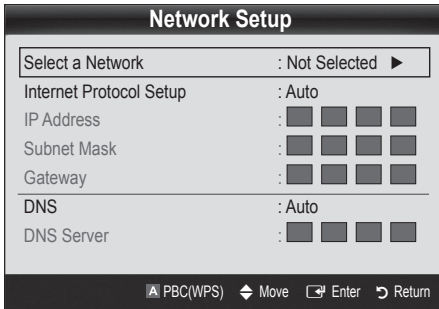 Network Setup
Select a Network : Not Selected ▶
Internet Protocol Setup : Auto
IP Address :
Subnet Mask :
Gateway :
DNS : Auto
DNS Server :
A PBC(WPS) Move Enter Return